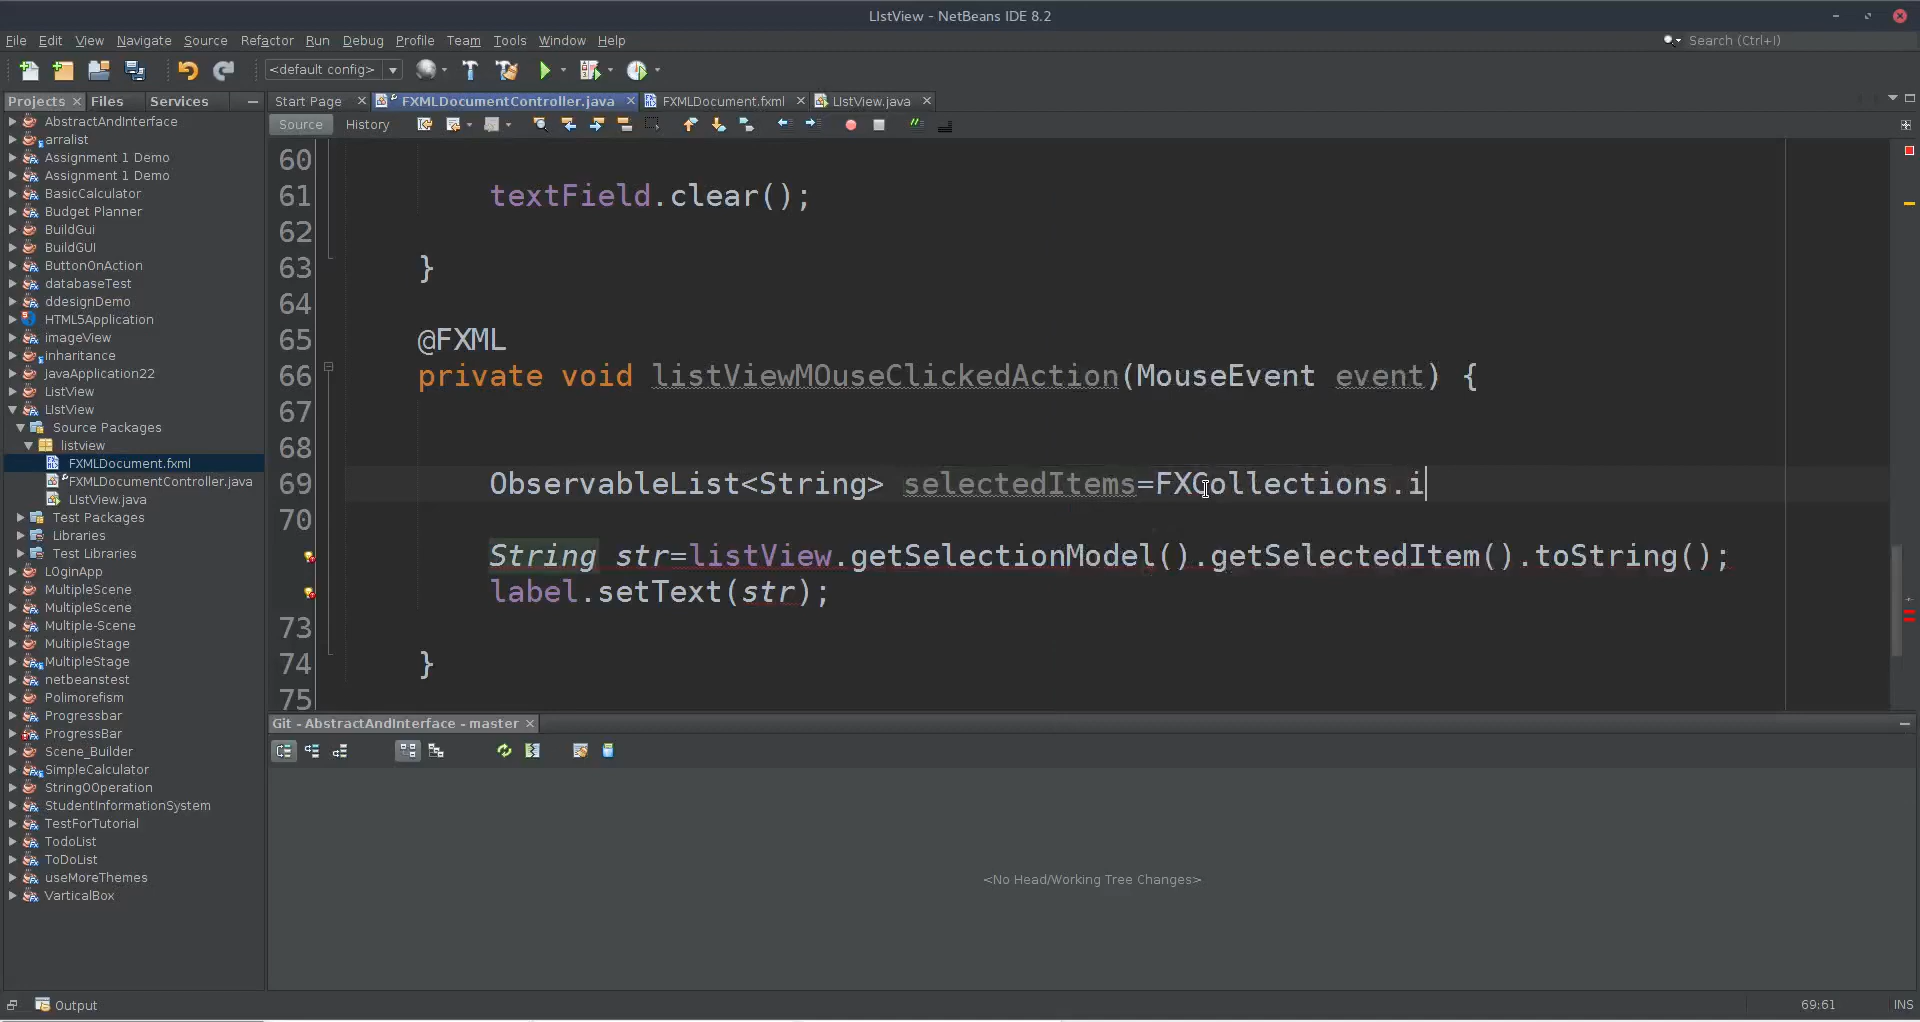 LIstView - NetBeans IDE 8.2
File Edit View Navigate Source Refactor Run Debug Profile Team Tools Window Help
Search (Ctrl+I)
<default config>
Projects Files Services
Start Page FXMLDocumentController.java FXMLDocument.fxml LIstView.java
Source History
AbstractAndInterface
arralist
Assignment 1 Demo
Assignment 1 Demo
BasicCalculator
Budget Planner
BuildGui
BuildGUI
ButtonOnAction
databaseTest
ddesignDemo
HTML5Application
imageView
inharitance
JavaApplication22
ListView
LIstView
Source Packages
listview
FXMLDocument.fxml
FXMLDocumentController.java
LIstView.java
Test Packages
Libraries
Test Libraries
LOginApp
MultipleScene
MultipleScene
Multiple-Scene
MultipleStage
MultipleStage
netbeanstest
Polimorefism
Progressbar
ProgressBar
Scene_Builder
SimpleCalculator
StringOOperation
StudentInformationSystem
TestForTutorial
TodoList
ToDoList
useMoreThemes
VarticalBox
60
61 textField.clear();
62
63 }
64
65 @FXML
66 private void listViewMOuseClickedAction(MouseEvent event) {
67
68
69 ObservableList<String> selectedItems=FXCollections.i
70
String str=listView.getSelectionModel().getSelectedItem().toString();
label.setText(str);
73
74 }
75
Git - AbstractAndInterface - master
<No Head/Working Tree Changes>
Output
69:61 INS